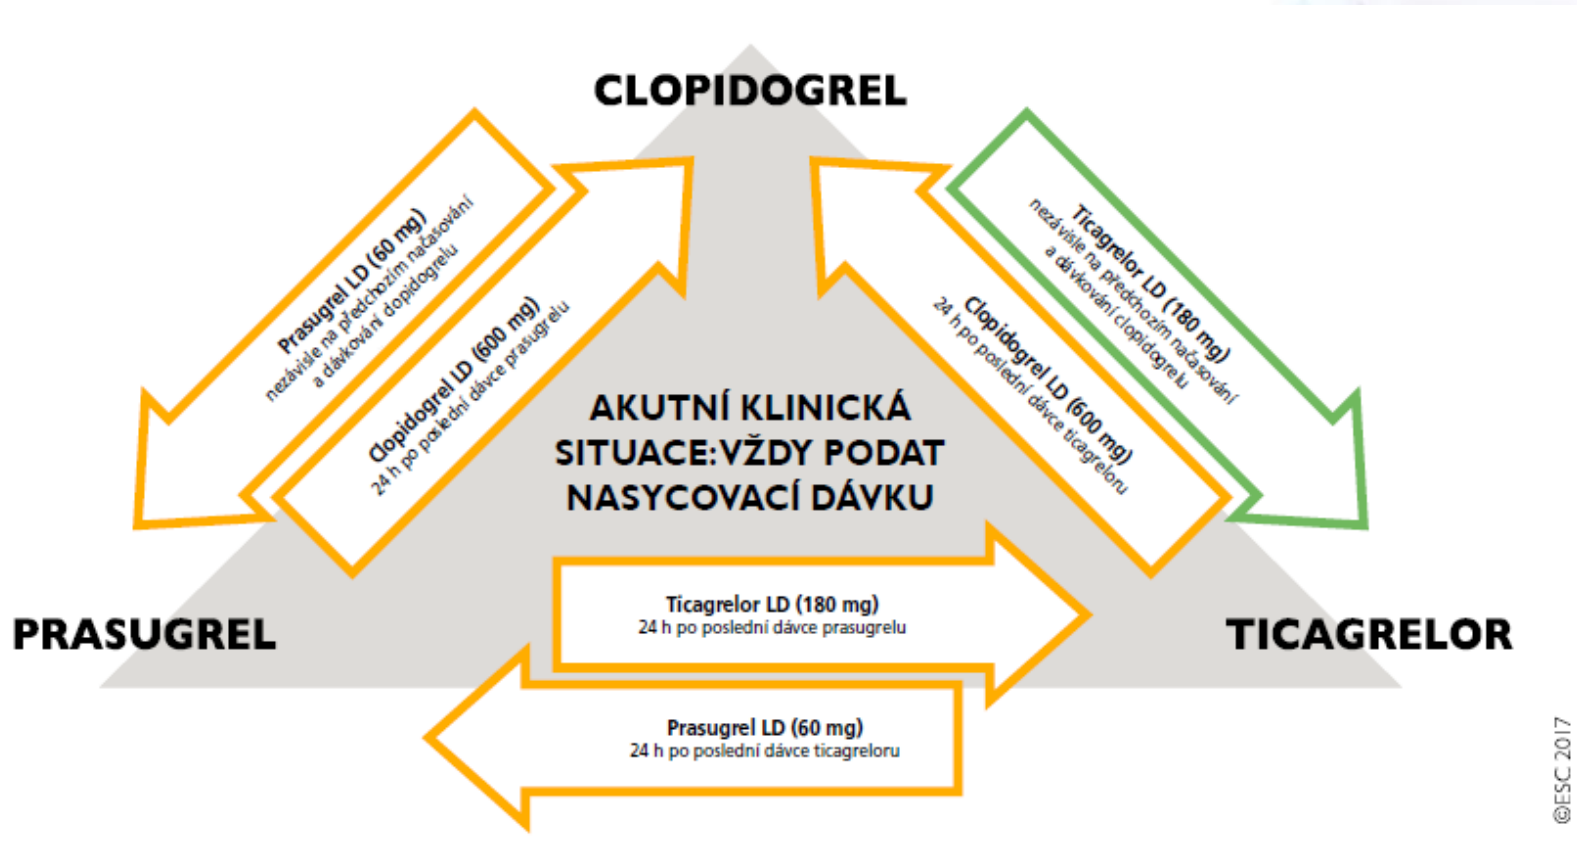 CLOPIDOGREL
Prasugrel LD (60 mg)
nezávisle na předchozím načasování
a dávkování dopidogrelu
Clopidogrel LD (600 mg)
24 h po poslední dávce prasugrelu
Ticagrelor LD (180 mg)
nezávisle na předchozím načasování
a dávkování clopidogrelu
Clopidogrel LD (600 mg)
24 h po poslední dávce ticagreloru
AKUTNÍ KLINICKÁ
SITUACE:VŽDY PODAT
NASYCOVACÍ DÁVKU
PRASUGREL
TICAGRELOR
Ticagrelor LD (180 mg)
24 h po poslední dávce prasugrelu
Prasugrel LD (60 mg)
24 h po poslední dávce ticagreloru
©ESC 2017